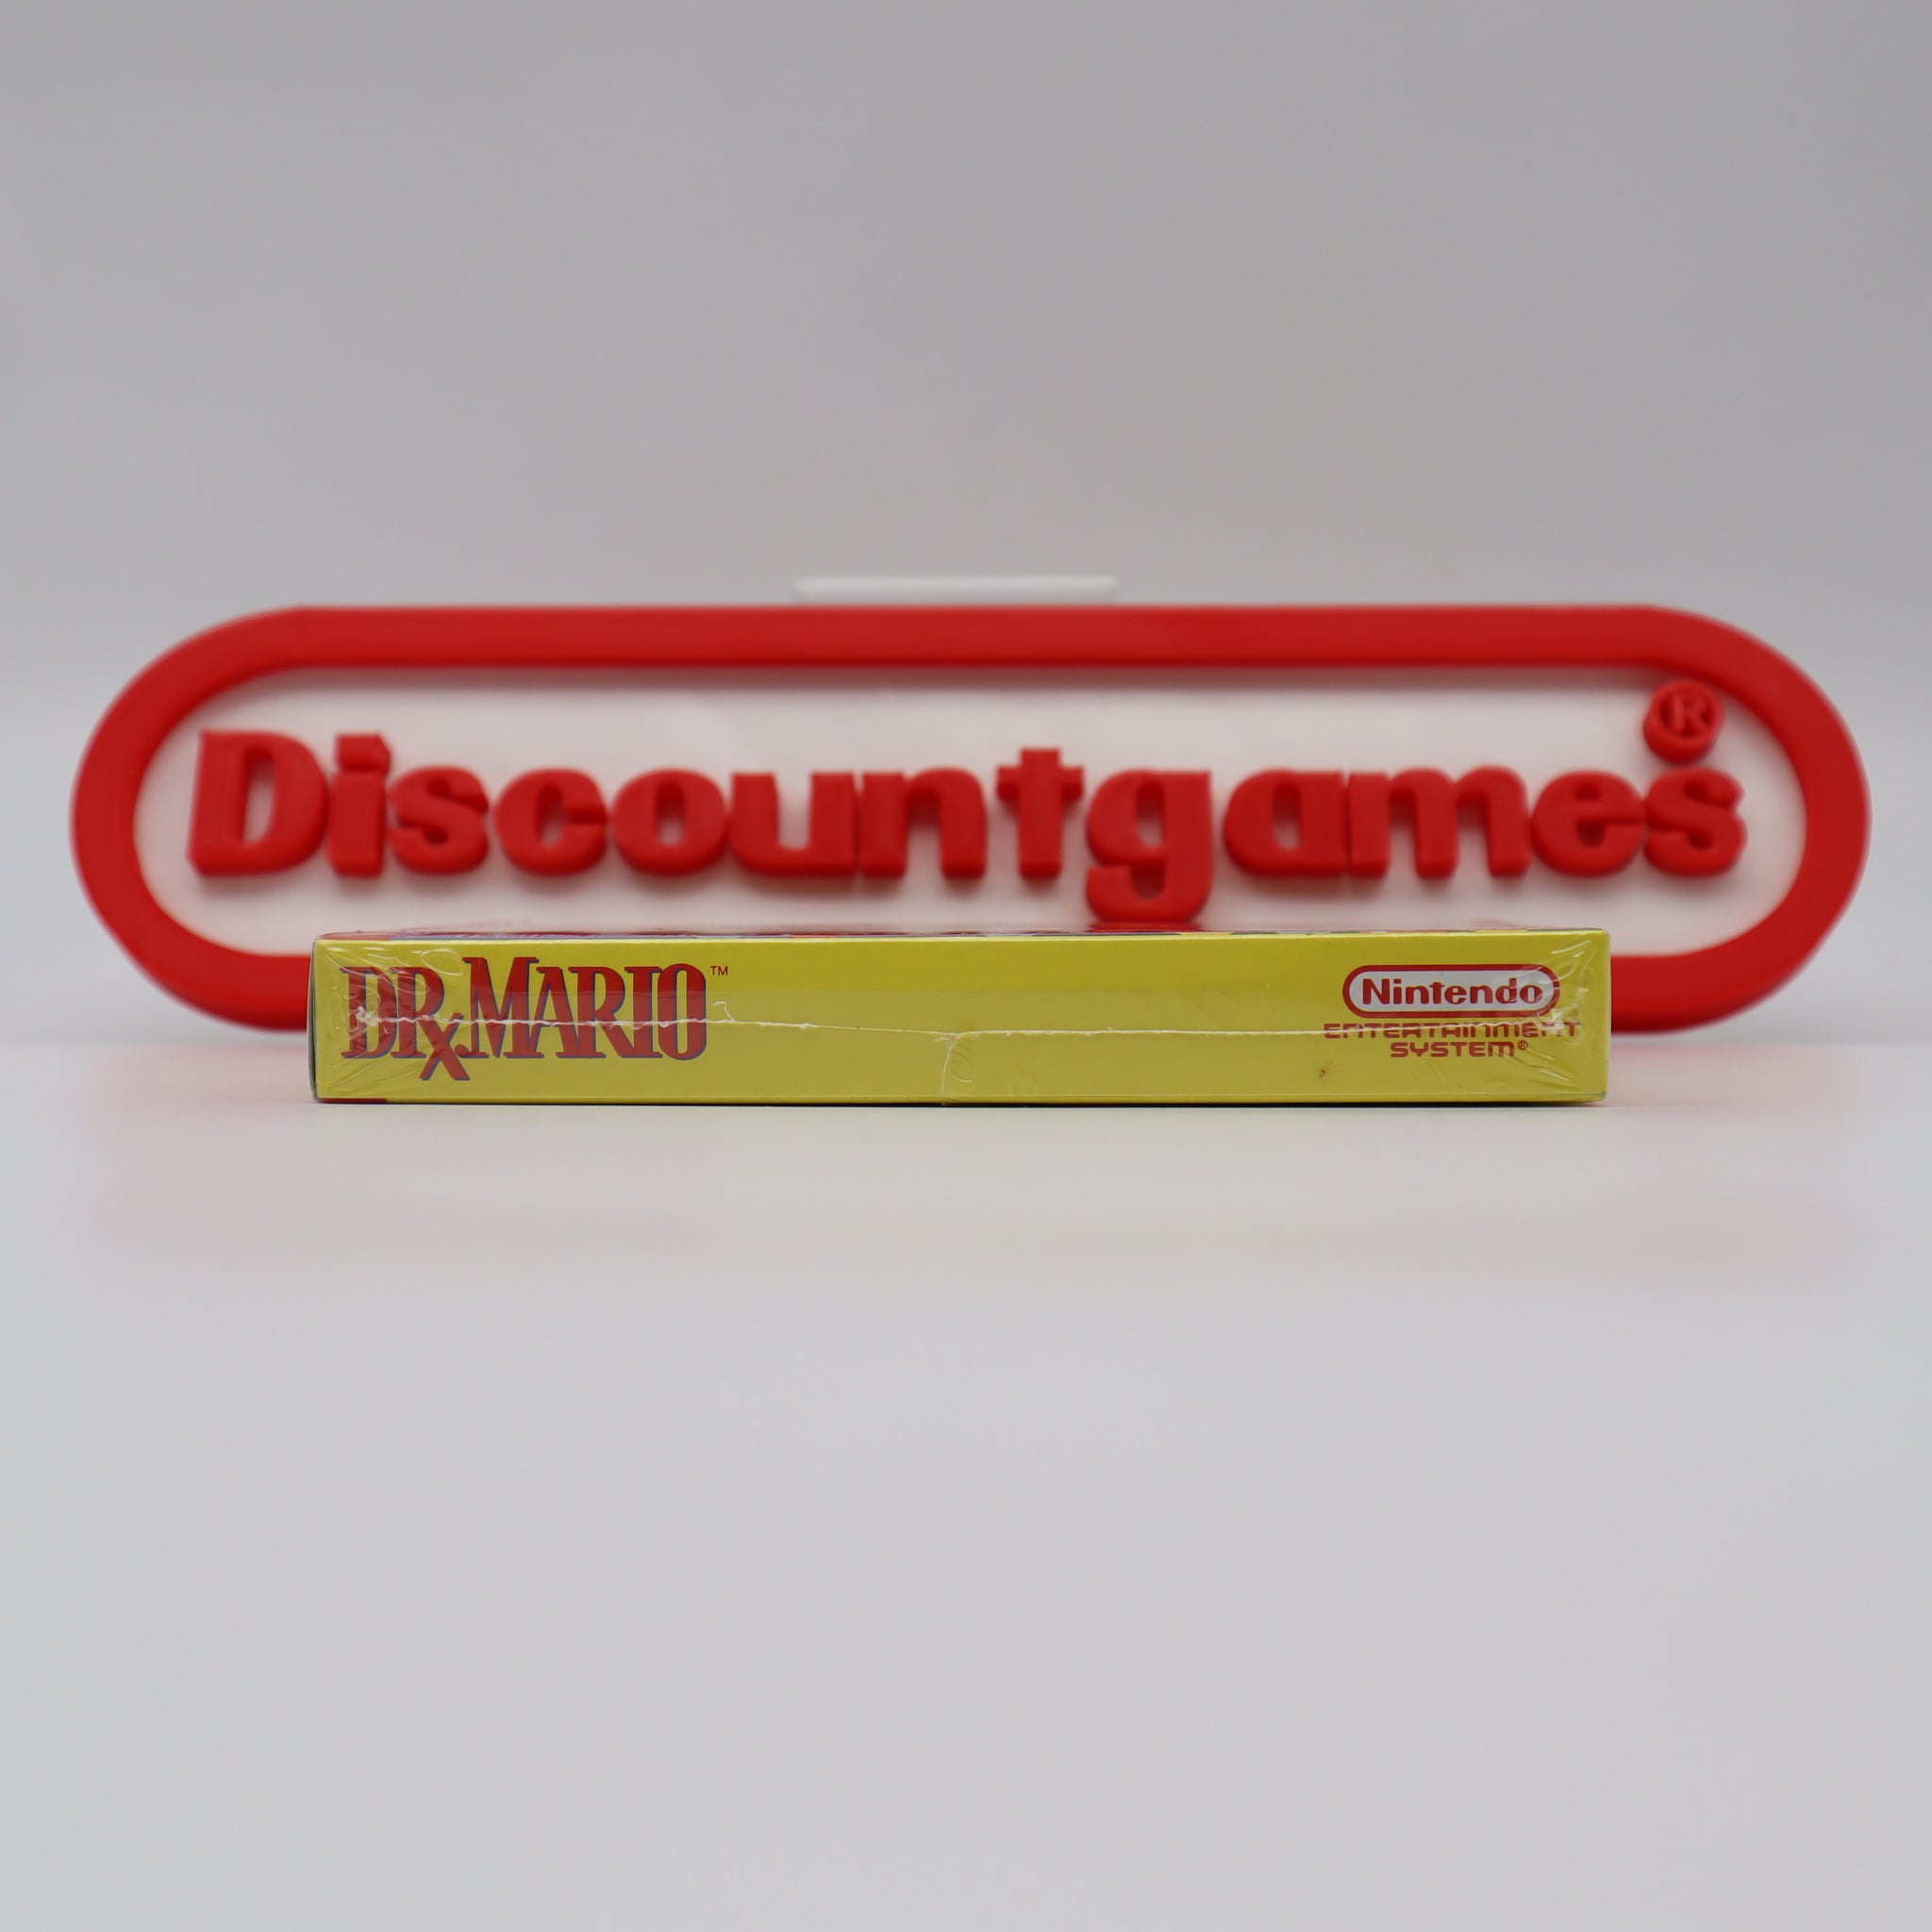 Discountgames®
DR. MARIO™
Nintendo
ENTERTAINMENT
SYSTEM®